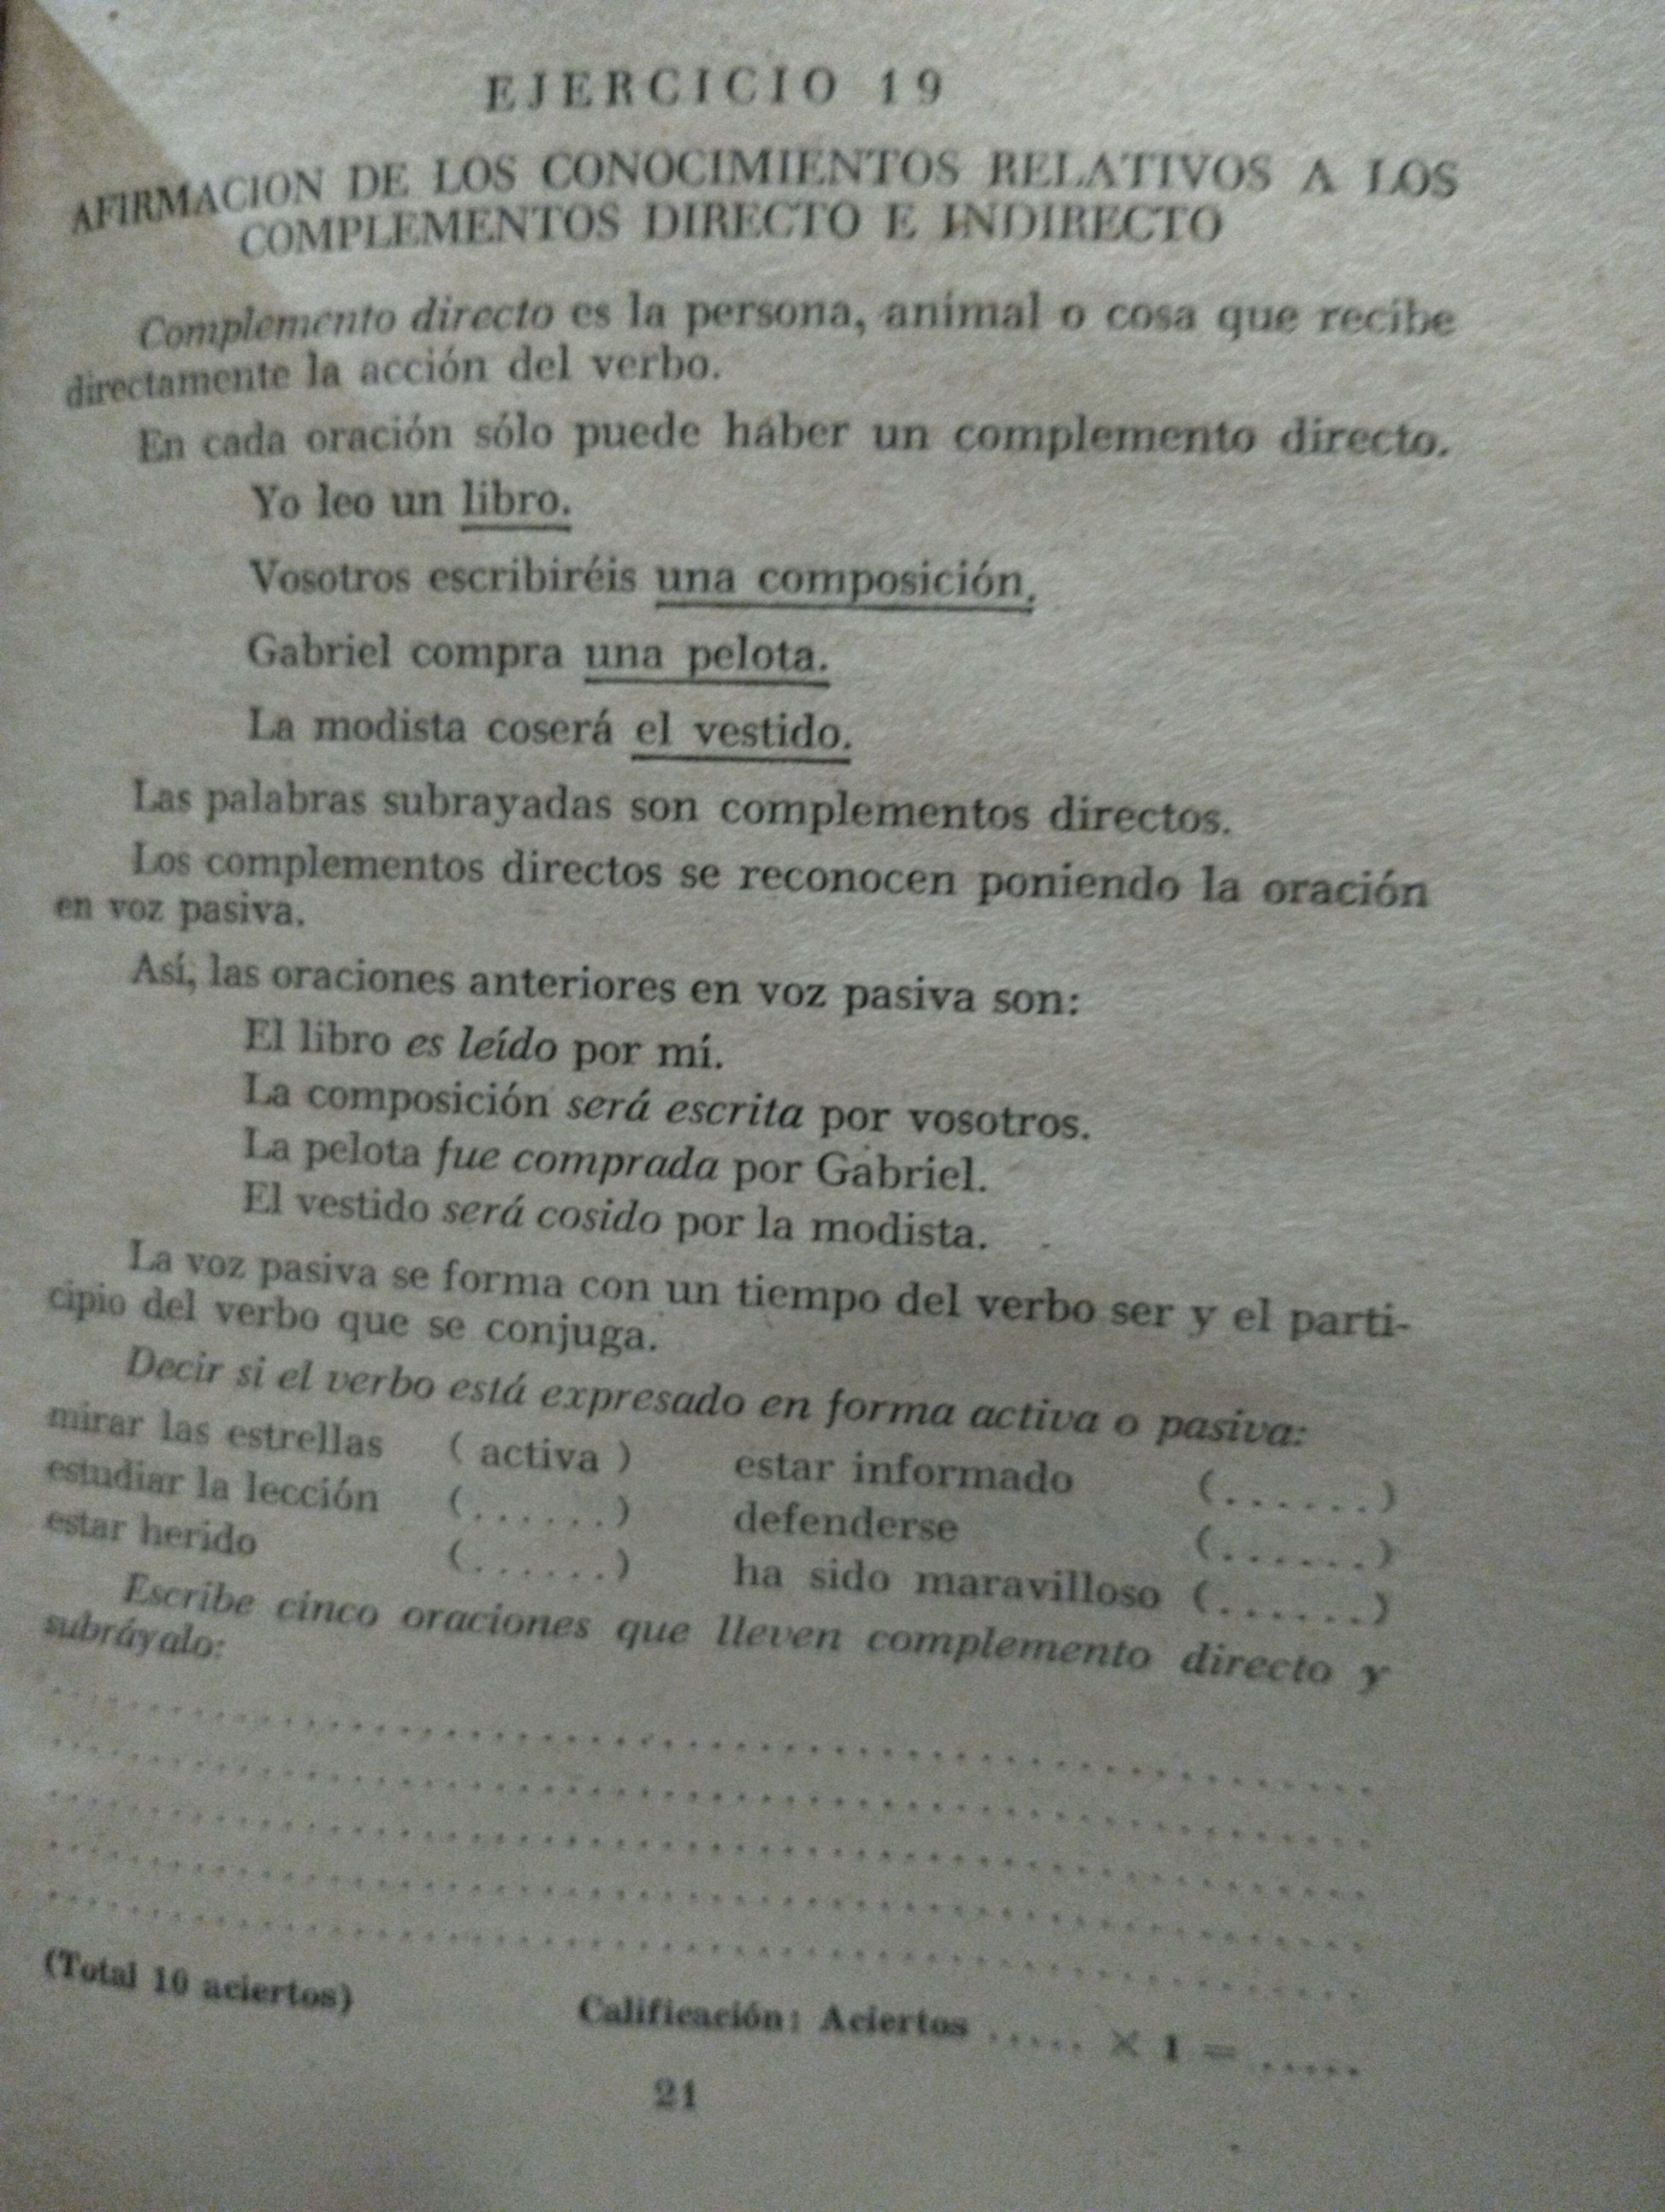 EJERCICIO 19
AFIRMACION DE LOS CONOCIMIENTOS RELATIVOS A LOS
COMPLEMENTOS DIRECTO E INDIRECTO
Complemento directo es la persona, animal o cosa que recibe
directamente la acción del verbo.
En cada oración sólo puede haber un complemento directo.
Yo leo un libro.
Vosotros escribiréis una composición.
Gabriel compra una pelota.
La modista coserá el vestido.
Las palabras subrayadas son complementos directos.
Los complementos directos se reconocen poniendo la oración
en voz pasiva.
Así, las oraciones anteriores en voz pasiva son:
El libro es leído por mí.
La composición será escrita por vosotros.
La pelota fue comprada por Gabriel.
El vestido será cosido por la modista.
La voz pasiva se forma con un tiempo del verbo ser y el parti-
cipio del verbo que se conjuga.
Decir si el verbo está expresado en forma activa o pasiva:
mirar las estrellas ( activa ) estar informado (.......)
estudiar la lección (.......) defenderse (.......)
estar herido (.......) ha sido maravilloso (.......)
Escribe cinco oraciones que lleven complemento directo y
subráyalo:
(Total 10 aciertos)
Calificación: Aciertos ..... × 1 = .....
21